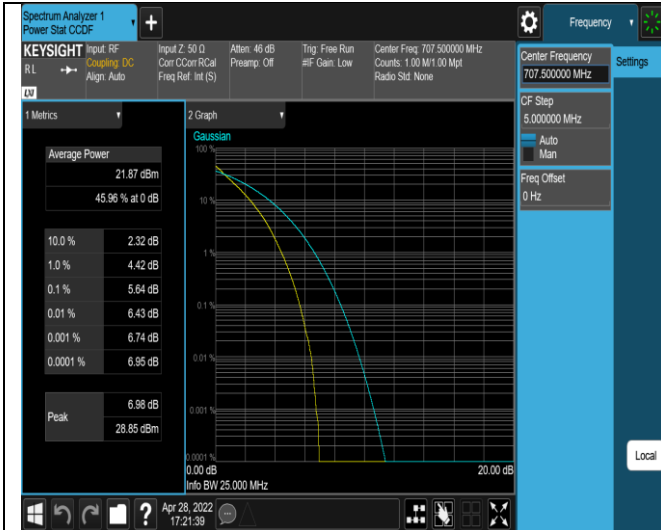 Spectrum Analyzer 1
Power Stat CCDF
Frequency
KEYSIGHT
RL
LXI
Input: RF
Coupling: DC
Align: Auto
Input Z: 50 Ω
Corr CCorr RCal
Freq Ref: Int (S)
Atten: 46 dB
Preamp: Off
Trig: Free Run
#IF Gain: Low
Center Freq: 707.500000 MHz
Counts: 1.00 M/1.00 Mpt
Radio Std: None
Center Frequency
707.500000 MHz
Settings
CF Step
5.000000 MHz
Auto
Man
Freq Offset
0 Hz
1 Metrics
Average Power
21.87 dBm
45.96 % at 0 dB
10.0 % 2.32 dB
1.0 % 4.42 dB
0.1 % 5.64 dB
0.01 % 6.43 dB
0.001 % 6.74 dB
0.0001 % 6.95 dB
Peak
6.98 dB
28.85 dBm
2 Graph
Gaussian
100 %
10 %
1 %
0.1 %
0.01 %
0.001 %
0.0001 %
0.00 dB 20.00 dB
Info BW 25.000 MHz
Local
?
Apr 28, 2022
17:21:39